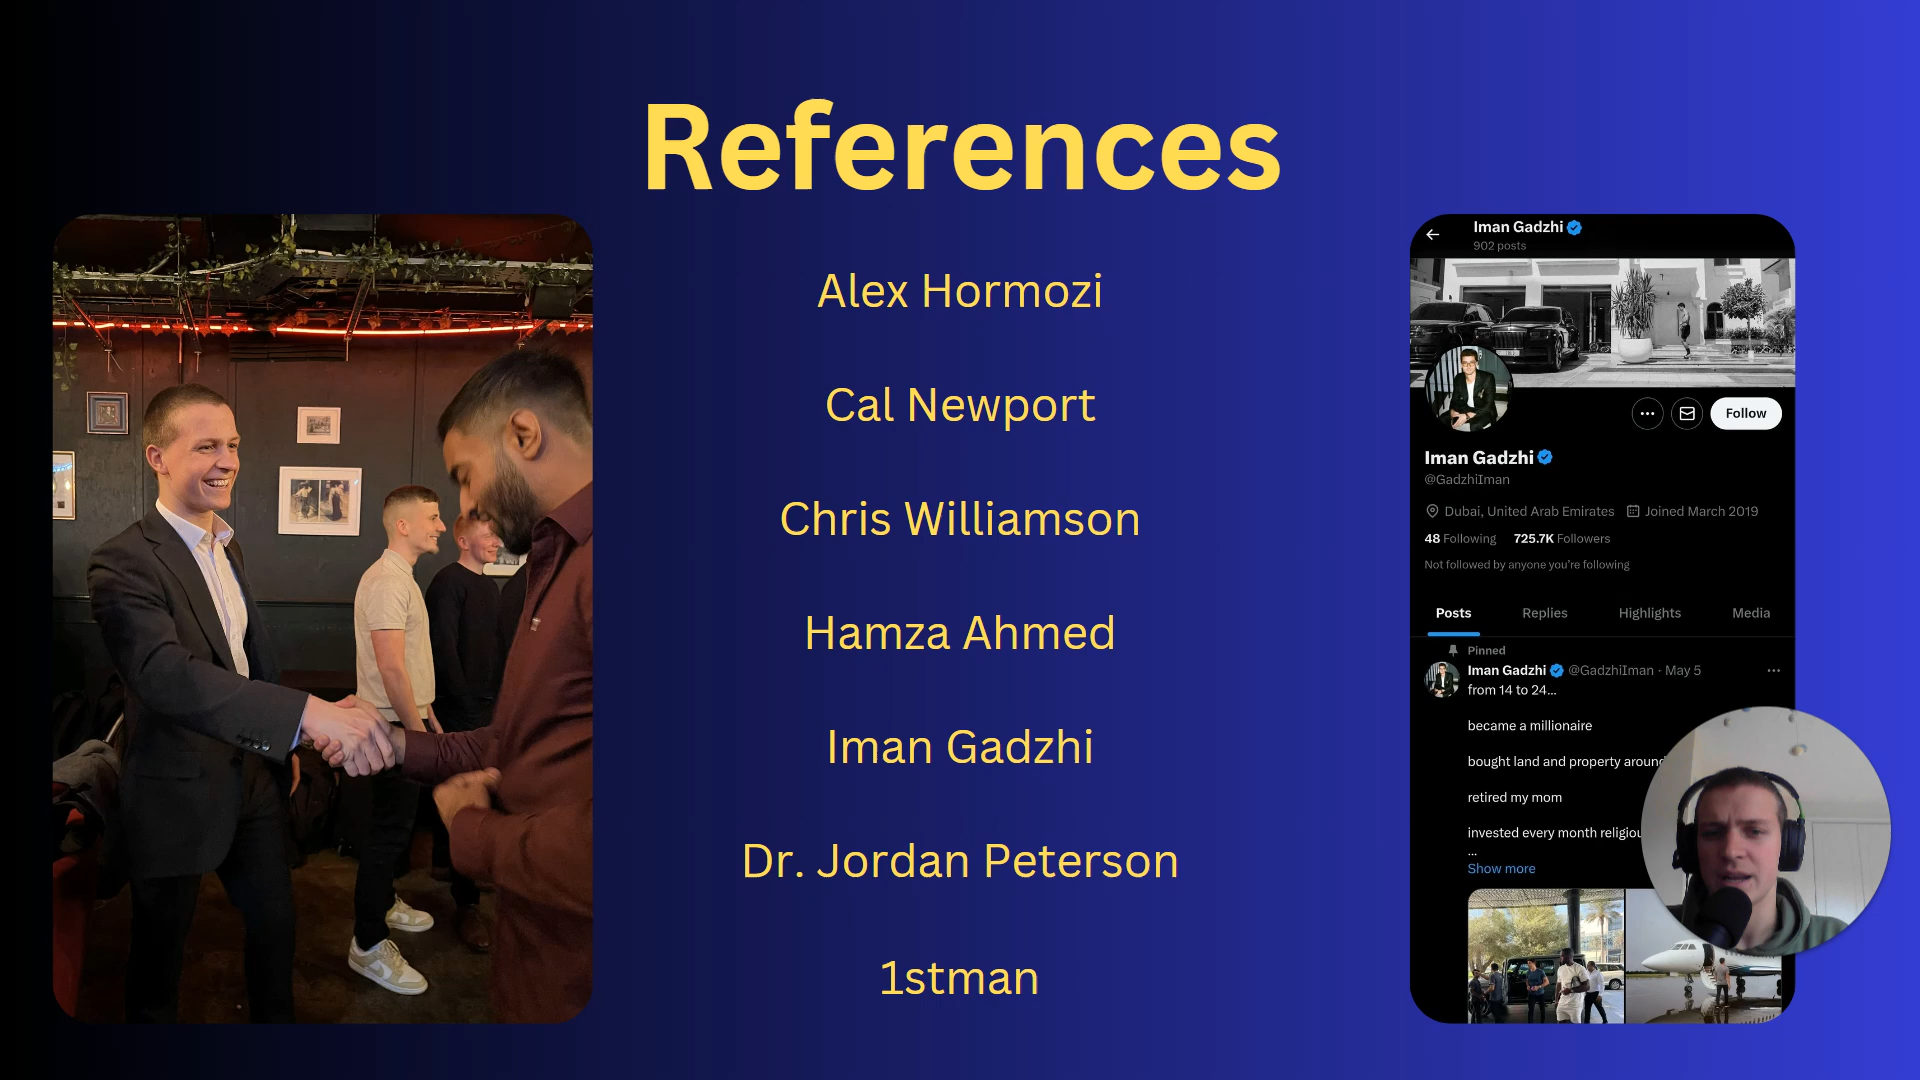 References
Alex Hormozi
Cal Newport
Chris Williamson
Hamza Ahmed
Iman Gadzhi
Dr. Jordan Peterson
1stman
Iman Gadzhi
902 posts
Follow
Iman Gadzhi
@GadzhiIman
Dubai, United Arab Emirates Joined March 2019
48 Following 725.7K Followers
Not followed by anyone you're following
Posts Replies Highlights Media
Pinned
Iman Gadzhi @GadzhiIman · May 5
from 14 to 24...
became a millionaire
bought land and property around
retired my mom
invested every month
...
Show more